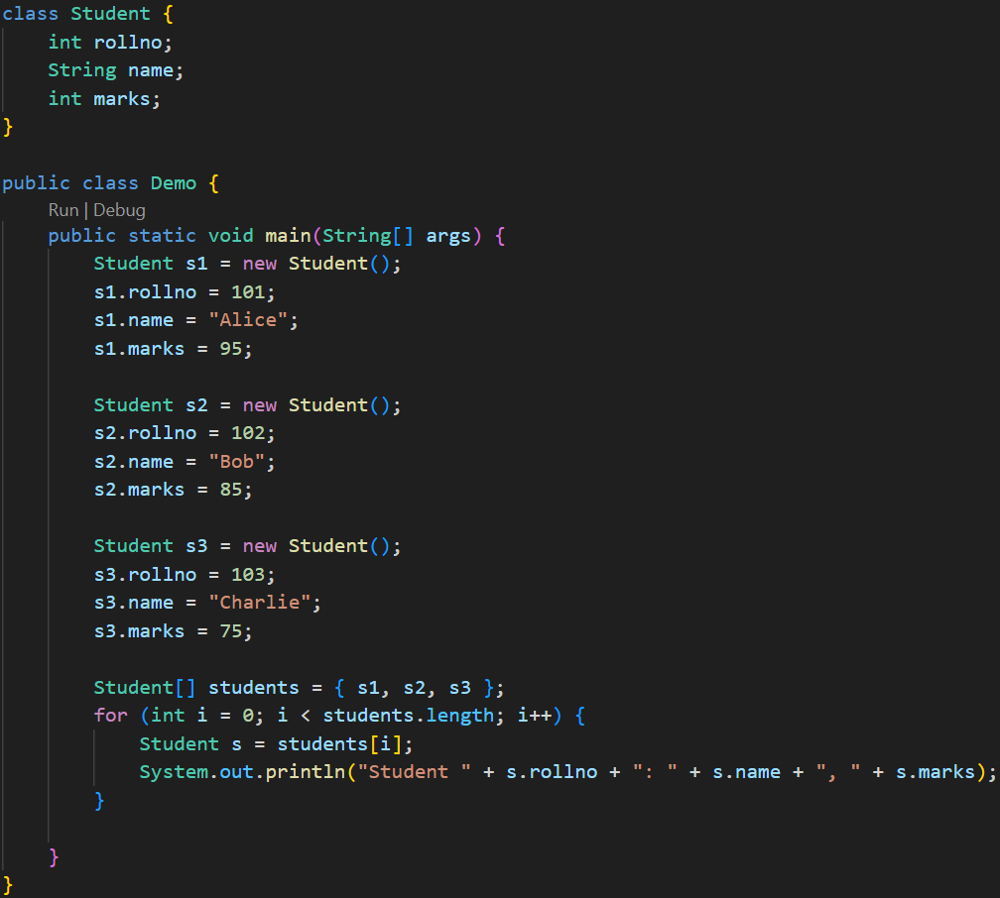 class Student {
    int rollno;
    String name;
    int marks;
}

public class Demo {
    Run | Debug
    public static void main(String[] args) {
        Student s1 = new Student();
        s1.rollno = 101;
        s1.name = "Alice";
        s1.marks = 95;

        Student s2 = new Student();
        s2.rollno = 102;
        s2.name = "Bob";
        s2.marks = 85;

        Student s3 = new Student();
        s3.rollno = 103;
        s3.name = "Charlie";
        s3.marks = 75;

        Student[] students = { s1, s2, s3 };
        for (int i = 0; i < students.length; i++) {
            Student s = students[i];
            System.out.println("Student " + s.rollno + ": " + s.name + ", " + s.marks);
        }

    }
}